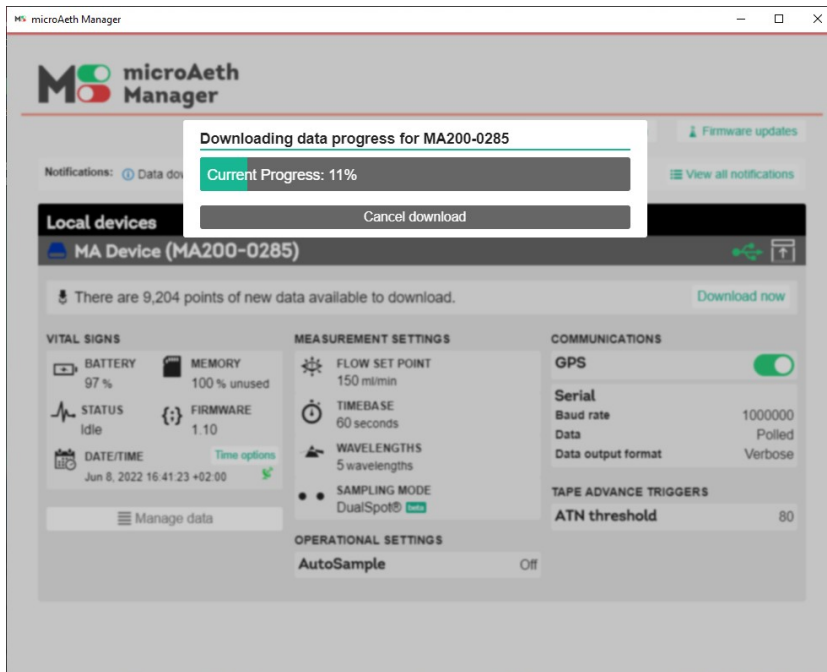 microAeth Manager
microAeth
Manager
Firmware updates
Downloading data progress for MA200-0285
Notifications: Data dow
Current Progress: 11%
View all notifications
Cancel download
Local devices
MA Device (MA200-0285)
There are 9,204 points of new data available to download.
Download now
VITAL SIGNS
BATTERY
97 %
MEMORY
100 % unused
STATUS
Idle
FIRMWARE
1.10
DATE/TIME
Time options
Jun 8, 2022 16:41:23 +02:00
Manage data
MEASUREMENT SETTINGS
FLOW SET POINT
150 ml/min
TIMEBASE
60 seconds
WAVELENGTHS
5 wavelengths
SAMPLING MODE
DualSpot® beta
OPERATIONAL SETTINGS
AutoSample Off
COMMUNICATIONS
GPS
Serial
Baud rate 1000000
Data Polled
Data output format Verbose
TAPE ADVANCE TRIGGERS
ATN threshold 80